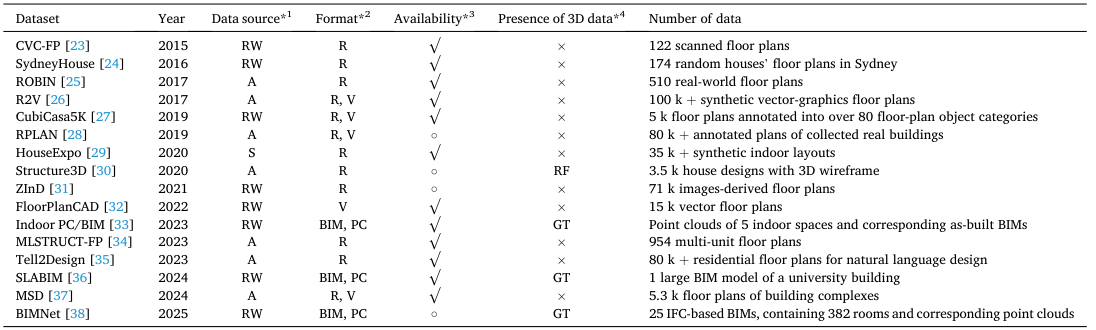 Dataset Year Data source*1 Format*2 Availability*3 Presence of 3D data*4 Number of data
CVC-FP [23] 2015 RW R √ × 122 scanned floor plans
SydneyHouse [24] 2016 RW R √ × 174 random houses' floor plans in Sydney
ROBIN [25] 2017 A R √ × 510 real-world floor plans
R2V [26] 2017 A R, V √ × 100 k + synthetic vector-graphics floor plans
CubiCasa5K [27] 2019 RW R, V √ × 5 k floor plans annotated into over 80 floor-plan object categories
RPLAN [28] 2019 A R, V ○ × 80 k + annotated plans of collected real buildings
HouseExpo [29] 2020 S R √ × 35 k + synthetic indoor layouts
Structure3D [30] 2020 A R ○ RF 3.5 k house designs with 3D wireframe
ZInD [31] 2021 RW R ○ × 71 k images-derived floor plans
FloorPlanCAD [32] 2022 RW V √ × 15 k vector floor plans
Indoor PC/BIM [33] 2023 RW BIM, PC √ GT Point clouds of 5 indoor spaces and corresponding as-built BIMs
MLSTRUCT-FP [34] 2023 A R √ × 954 multi-unit floor plans
Tell2Design [35] 2023 A R √ × 80 k + residential floor plans for natural language design
SLABIM [36] 2024 RW BIM, PC √ GT 1 large BIM model of a university building
MSD [37] 2024 A R, V √ × 5.3 k floor plans of building complexes
BIMNet [38] 2025 RW BIM, PC ○ GT 25 IFC-based BIMs, containing 382 rooms and corresponding point clouds